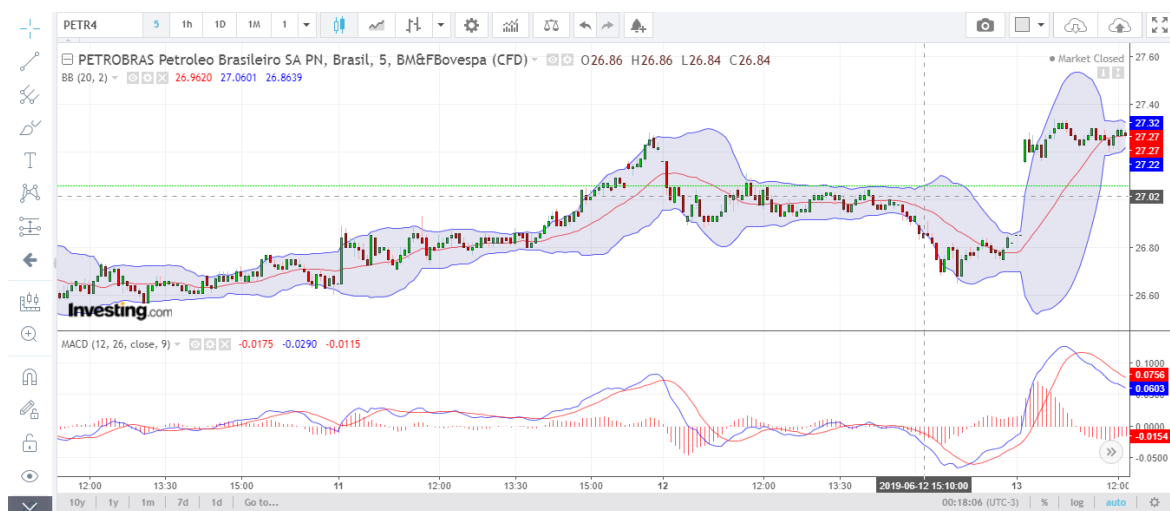 PETR4 5 1h 1D 1M 1
PETROBRAS Petroleo Brasileiro SA PN, Brasil, 5, BM&FBovespa (CFD) O26.86 H26.86 L26.84 C26.84
Market Closed
BB (20, 2) 26.9620 27.0601 26.8639
27.60
27.40
27.32
27.27
27.27
27.22
27.02
26.80
26.60
Investing.com
MACD (12, 26, close, 9) -0.0175 -0.0290 -0.0115
0.1000
0.0756
0.0603
0.0000
-0.0154
-0.0500
12:00 13:30 15:00 11 12:00 13:30 15:00 12 12:00 13:30 2019-06-12 15:10:00 13 12:00
10y 1y 1m 7d 1d Go to... 00:18:06 (UTC-3) % log auto